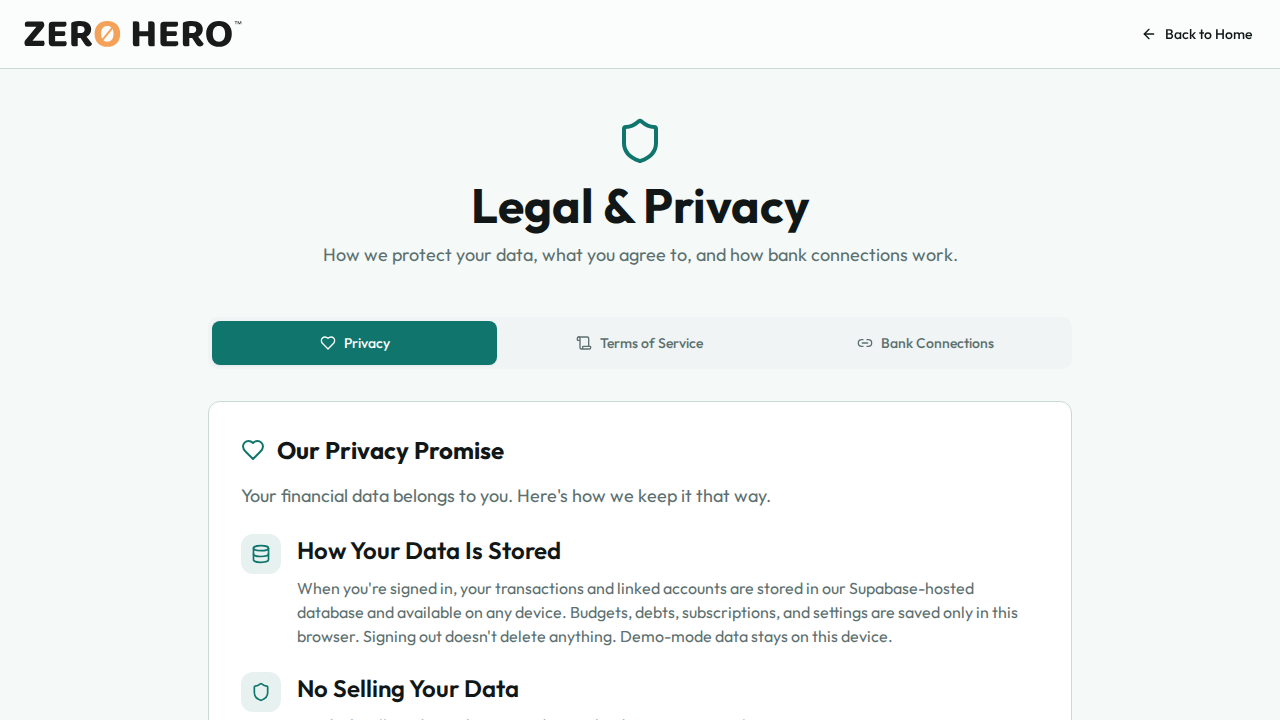 ZERO HERO™
Back to Home
Legal & Privacy
How we protect your data, what you agree to, and how bank connections work.
Privacy
Terms of Service
Bank Connections
Our Privacy Promise
Your financial data belongs to you. Here's how we keep it that way.
How Your Data Is Stored
When you're signed in, your transactions and linked accounts are stored in our Supabase-hosted
database and available on any device. Budgets, debts, subscriptions, and settings are saved only in this
browser. Signing out doesn't delete anything. Demo-mode data stays on this device.
No Selling Your Data